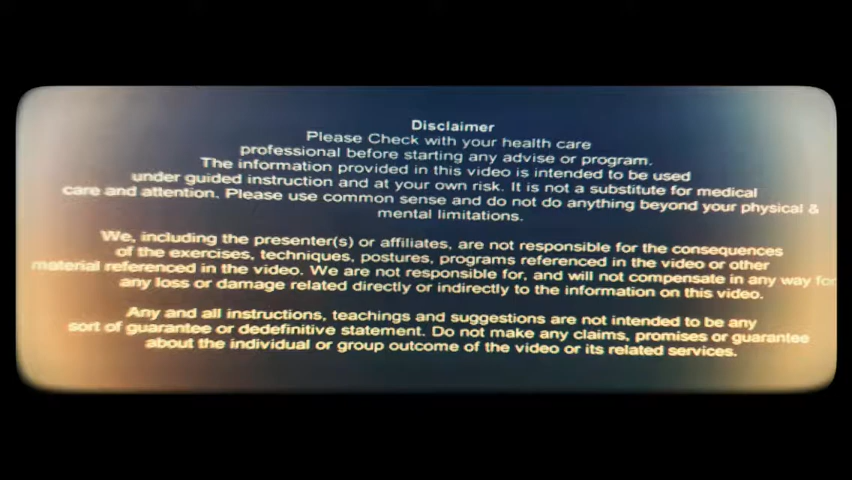 Disclaimer
Please Check with your health care
professional before starting any advise or program.
The information provided in this video is intended to be used
under guided instruction and at your own risk. It is not a substitute for medical
care and attention. Please use common sense and do not do anything beyond your physical &
mental limitations.
We, including the presenter(s) or affiliates, are not responsible for the consequences
of the exercises, techniques, postures, programs referenced in the video or other
material referenced in the video. We are not responsible for, and will not compensate in any way for
any loss or damage related directly or indirectly to the information on this video.
Any and all instructions, teachings and suggestions are not intended to be any
sort of guarantee or dedefinitive statement. Do not make any claims, promises or guarantee
about the individual or group outcome of the video or its related services.